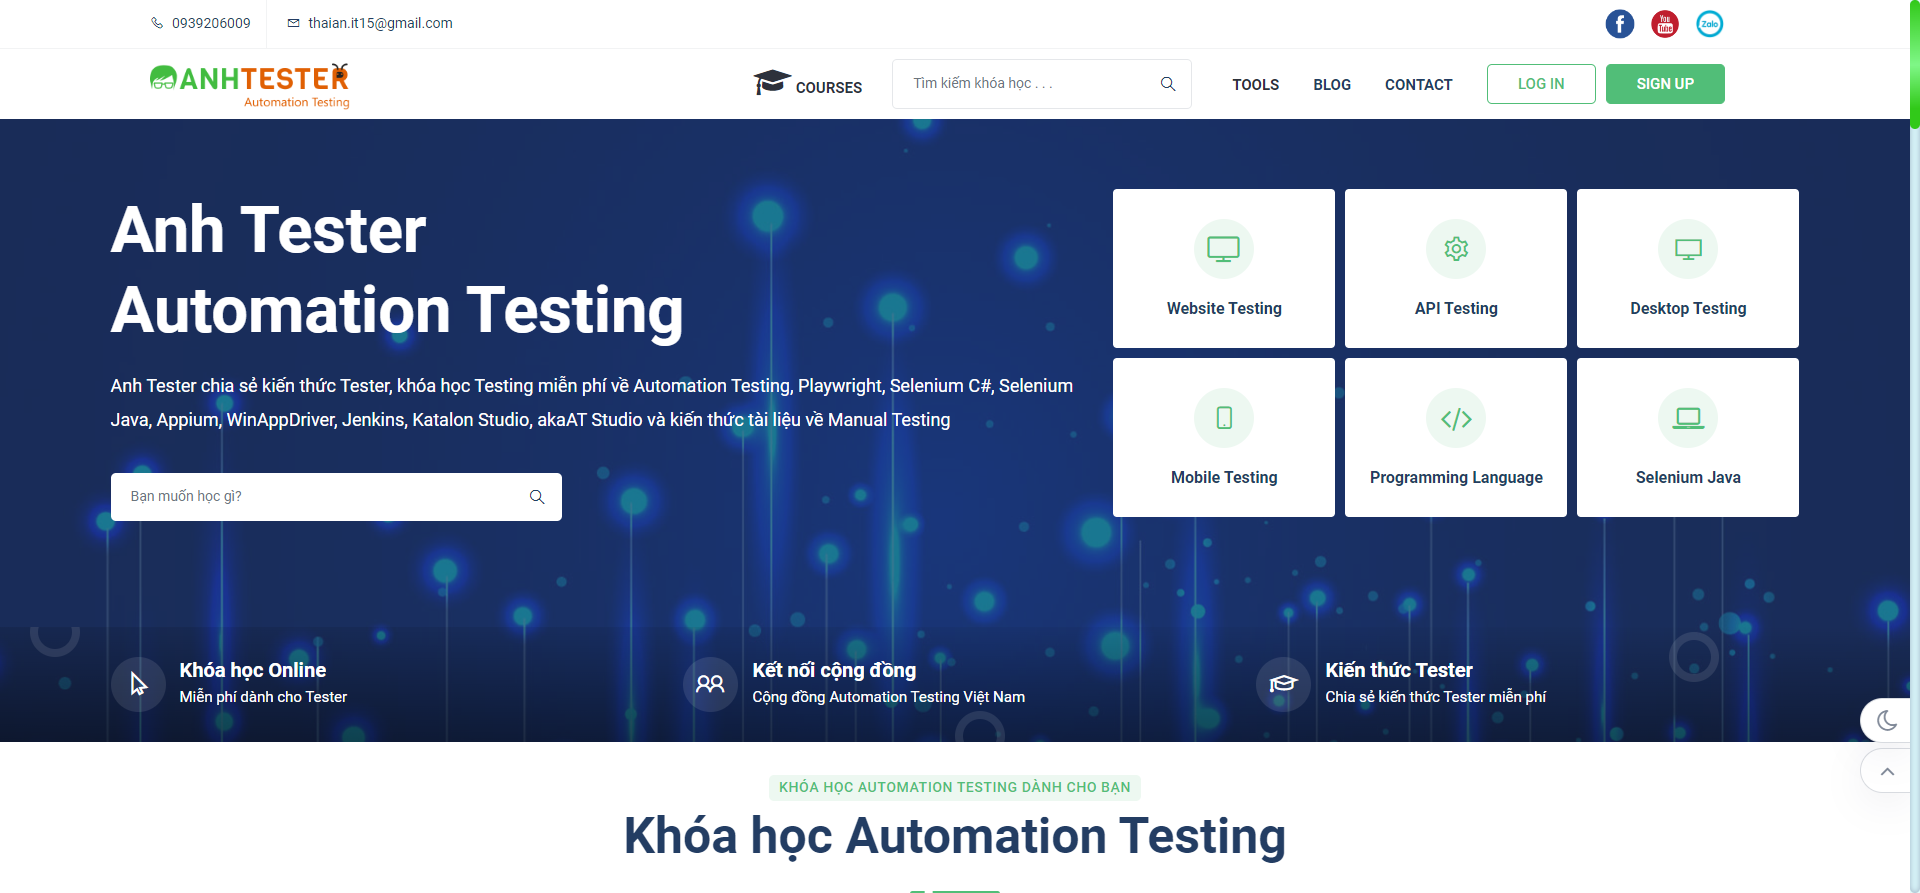 0939206009
thaian.it15@gmail.com
You Tube
Zalo
ANHTESTER
Automation Testing
COURSES
Tìm kiếm khóa học . . .
TOOLS
BLOG
CONTACT
LOG IN
SIGN UP
Anh Tester
Automation Testing
Anh Tester chia sẻ kiến thức Tester, khóa học Testing miễn phí về Automation Testing, Playwright, Selenium C#, Selenium
Java, Appium, WinAppDriver, Jenkins, Katalon Studio, akaAT Studio và kiến thức tài liệu về Manual Testing
Bạn muốn học gì?
Website Testing
API Testing
Desktop Testing
Mobile Testing
Programming Language
Selenium Java
Khóa học Online
Miễn phí dành cho Tester
Kết nối cộng đồng
Cộng đồng Automation Testing Việt Nam
Kiến thức Tester
Chia sẻ kiến thức Tester miễn phí
KHÓA HỌC AUTOMATION TESTING DÀNH CHO BẠN
Khóa học Automation Testing